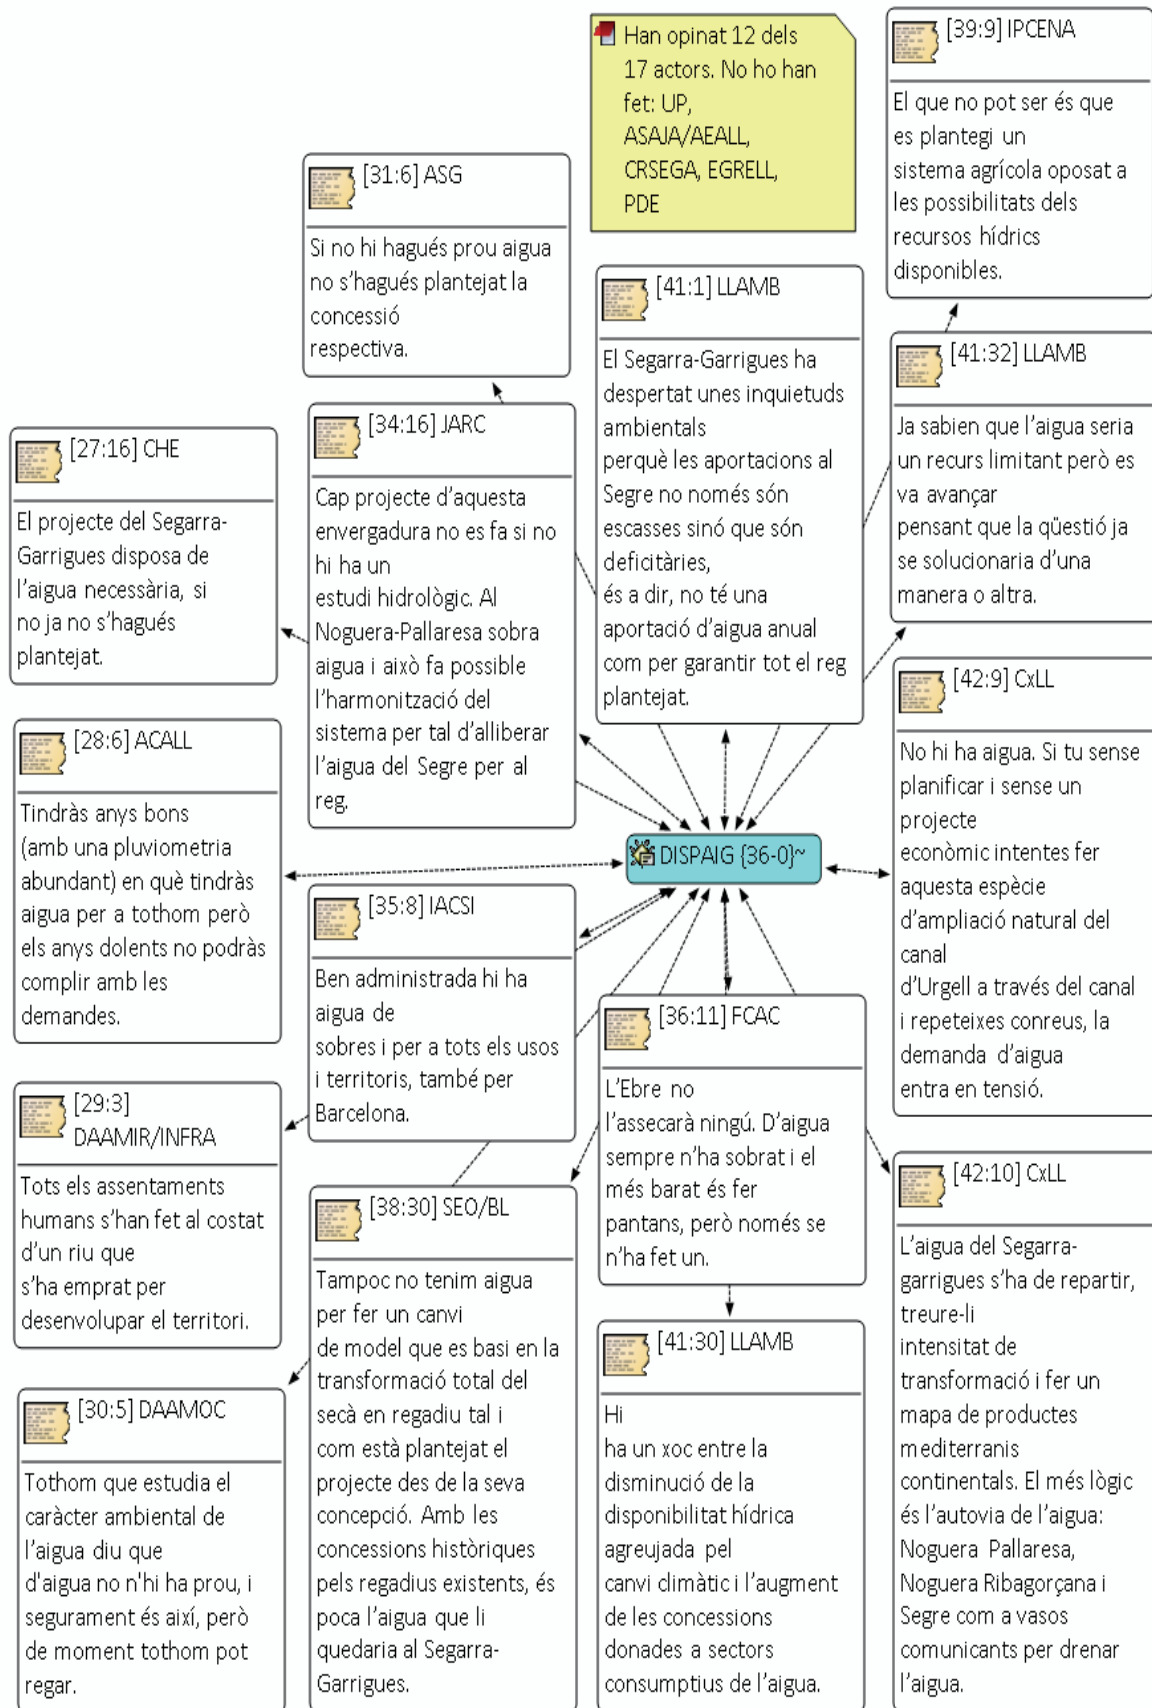 Han opinat 12 dels
17 actors. No ho han
fet: UP,
ASAJA/AEALL,
CRSEGA, EGRELL,
PDE
[39:9] IPCENA
El que no pot ser és que
es plantegi un
sistema agrícola oposat a
les possibilitats dels
recursos hídrics
disponibles.
[31:6] ASG
Si no hi hagués prou aigua
no s'hagués plantejat la
concessió
respectiva.
[41:1] LLAMB
El Segarra-Garrigues ha
despertat unes inquietuds
ambientals
perquè les aportacions al
Segre no només són
escasses sinó que són
deficitàries,
és a dir, no té una
aportació d'aigua anual
com per garantir tot el reg
plantejat.
[41:32] LLAMB
Ja sabien que l'aigua seria
un recurs limitant però es
va avançar
pensant que la qüestió ja
se solucionaria d'una
manera o altra.
[34:16] JARC
Cap projecte d'aquesta
envergadura no es fa si no
hi ha un
estudi hidrològic. Al
Noguera-Pallaresa sobra
aigua i això fa possible
l'harmonització del
sistema per tal d'alliberar
l'aigua del Segre per al
reg.
[27:16] CHE
El projecte del Segarra-
Garrigues disposa de
l'aigua necessària, si
no ja no s'hagués
plantejat.
[42:9] CxLL
No hi ha aigua. Si tu sense
planificar i sense un
projecte
econòmic intentes fer
aquesta espècie
d'ampliació natural del
canal
d'Urgell a través del canal
i repeteixes conreus, la
demanda d'aigua
entra en tensió.
[28:6] ACALL
Tindràs anys bons
(amb una pluviometria
abundant) en què tindràs
aigua per a tothom però
els anys dolents no podràs
complir amb les
demandes.
DISPAIG {36-0}~
[35:8] IACSI
Ben administrada hi ha
aigua de
sobres i per a tots els usos
i territoris, també per
Barcelona.
[36:11] FCAC
L'Ebre no
l'assecarà ningú. D'aigua
sempre n'ha sobrat i el
més barat és fer
pantans, però només se
n'ha fet un.
[29:3]
DAAMIR/INFRA
Tots els assentaments
humans s'han fet al costat
d'un riu que
s'ha emprat per
desenvolupar el territori.
[38:30] SEO/BL
Tampoc no tenim aigua
per fer un canvi
de model que es basi en la
transformació total del
secà en regadiu tal i
com està plantejat el
projecte des de la seva
concepció. Amb les
concessions històriques
pels regadius existents, és
poca l'aigua que li
quedaria al Segarra-
Garrigues.
[42:10] CxLL
L'aigua del Segarra-
garrigues s'ha de repartir,
treure-li
intensitat de
transformació i fer un
mapa de productes
mediterranis
continentals. El més lògic
és l'autovia de l'aigua:
Noguera Pallaresa,
Noguera Ribagorçana i
Segre com a vasos
comunicants per drenar
l'aigua.
[41:30] LLAMB
Hi
ha un xoc entre la
disminució de la
disponibilitat hídrica
agreujada pel
canvi climàtic i l'augment
de les concessions
donades a sectors
consumptius de l'aigua.
[30:5] DAAMOC
Tothom que estudia el
caràcter ambiental de
l'aigua diu que
d'aigua no n'hi ha prou, i
segurament és així, però
de moment tothom pot
regar.